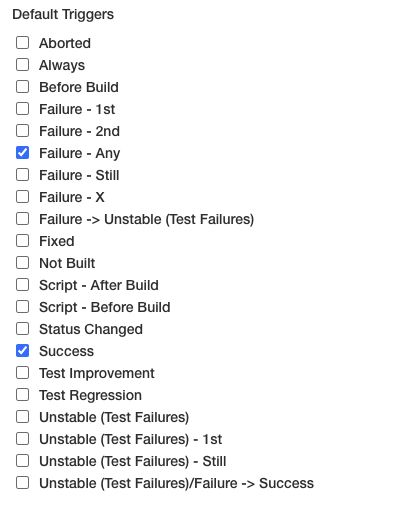 Default Triggers
Aborted
Always
Before Build
Failure - 1st
Failure - 2nd
Failure - Any
Failure - Still
Failure - X
Failure -> Unstable (Test Failures)
Fixed
Not Built
Script - After Build
Script - Before Build
Status Changed
Success
Test Improvement
Test Regression
Unstable (Test Failures)
Unstable (Test Failures) - 1st
Unstable (Test Failures) - Still
Unstable (Test Failures)/Failure -> Success